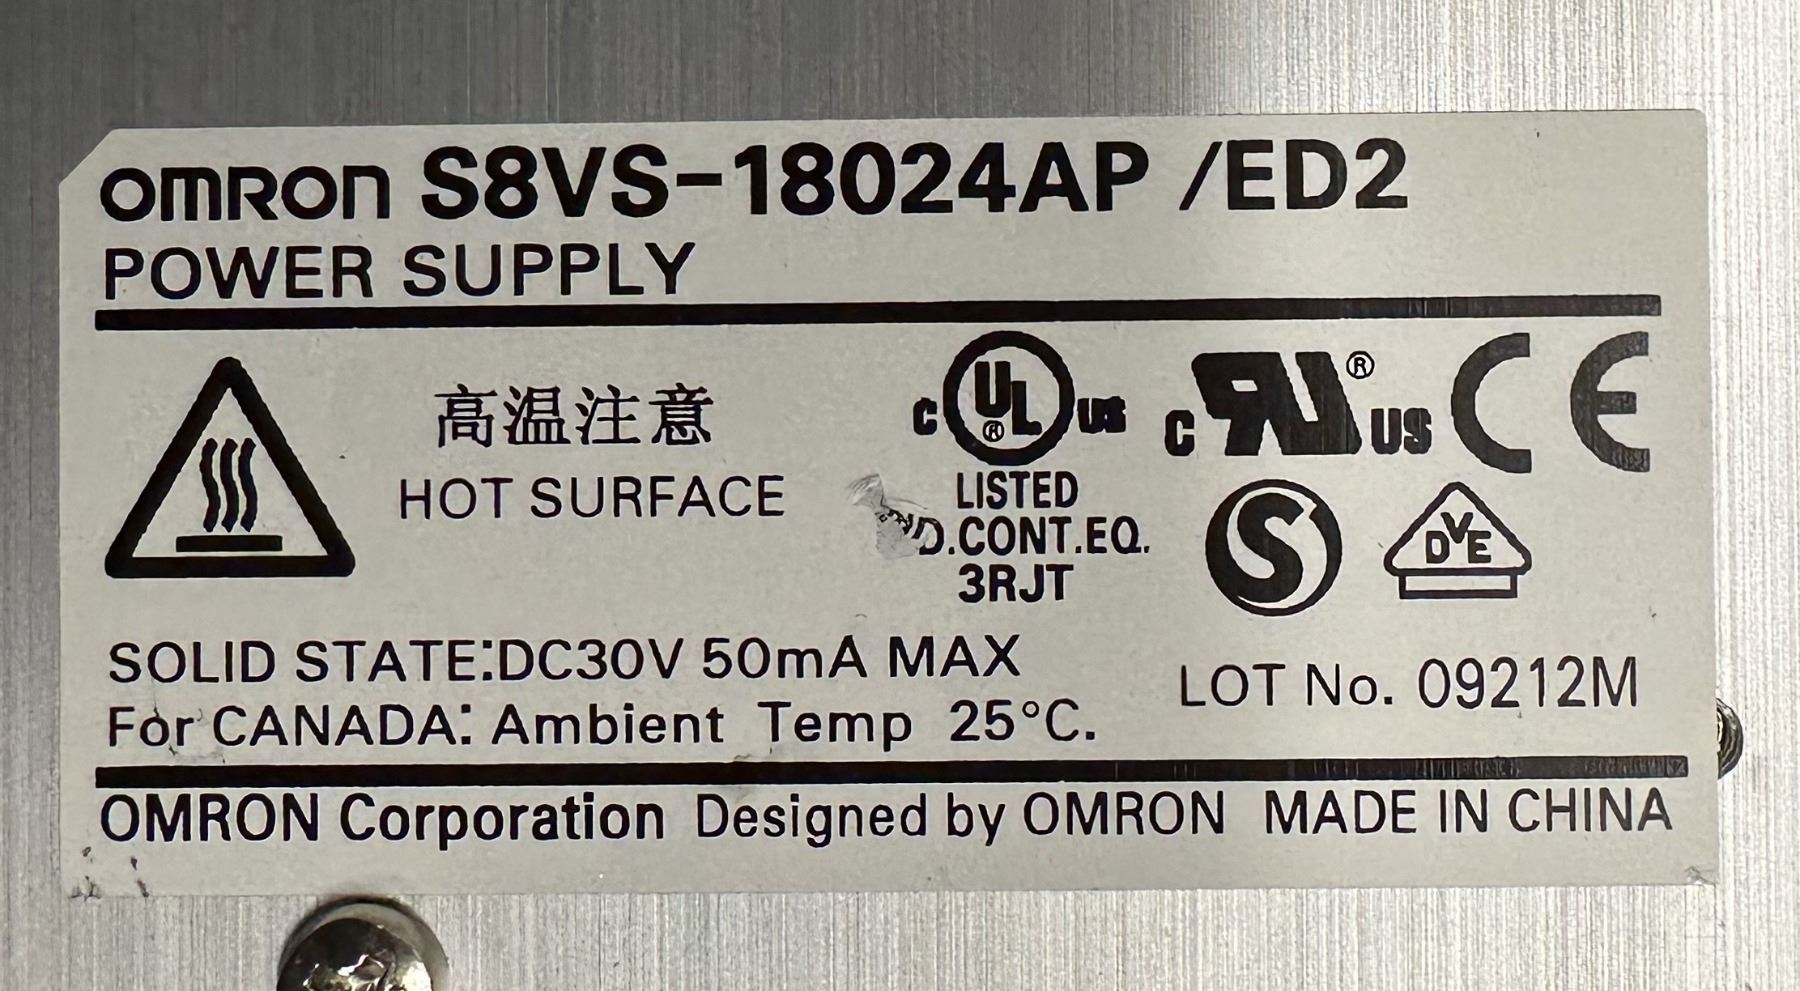 omron S8VS-18024AP /ED2
POWER SUPPLY
高温注意
HOT SURFACE
c UL ® us
LISTED
D.CONT.EQ.
3RJT
c RU ® us CE
S
DVE
SOLID STATE:DC30V 50mA MAX
For CANADA: Ambient Temp 25°C.
LOT No. 09212M
OMRON Corporation Designed by OMRON MADE IN CHINA